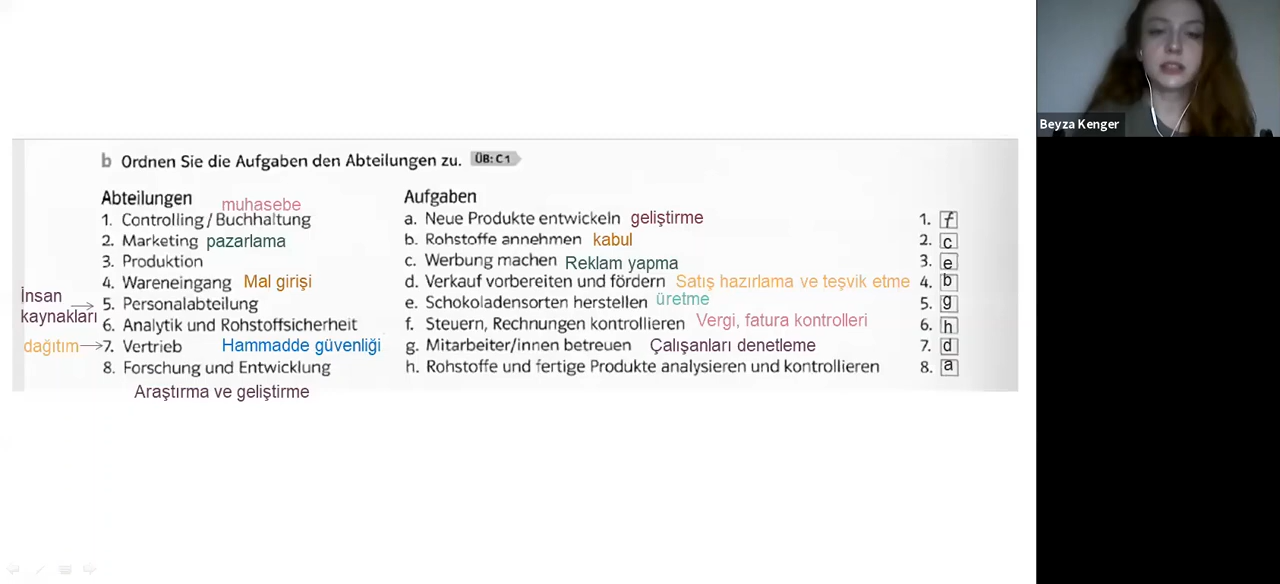 Beyza Kenger
b Ordnen Sie die Aufgaben den Abteilungen zu. ÜB: C1
Abteilungen
muhasebe
1. Controlling / Buchhaltung
2. Marketing pazarlama
3. Produktion
4. Wareneingang Mal girişi
İnsan kaynakları
5. Personalabteilung
6. Analytik und Rohstoffsicherheit
dağıtım
7. Vertrieb Hammadde güvenliği
8. Forschung und Entwicklung
Araştırma ve geliştirme
Aufgaben
a. Neue Produkte entwickeln geliştirme
b. Rohstoffe annehmen kabul
c. Werbung machen Reklam yapma
d. Verkauf vorbereiten und fördern Satış hazırlama ve teşvik etme
e. Schokoladensorten herstellen üretme
f. Steuern, Rechnungen kontrollieren Vergi, fatura kontrolleri
g. Mitarbeiter/innen betreuen Çalışanları denetleme
h. Rohstoffe und fertige Produkte analysieren und kontrollieren
1. f
2. c
3. e
4. b
5. g
6. h
7. d
8. a